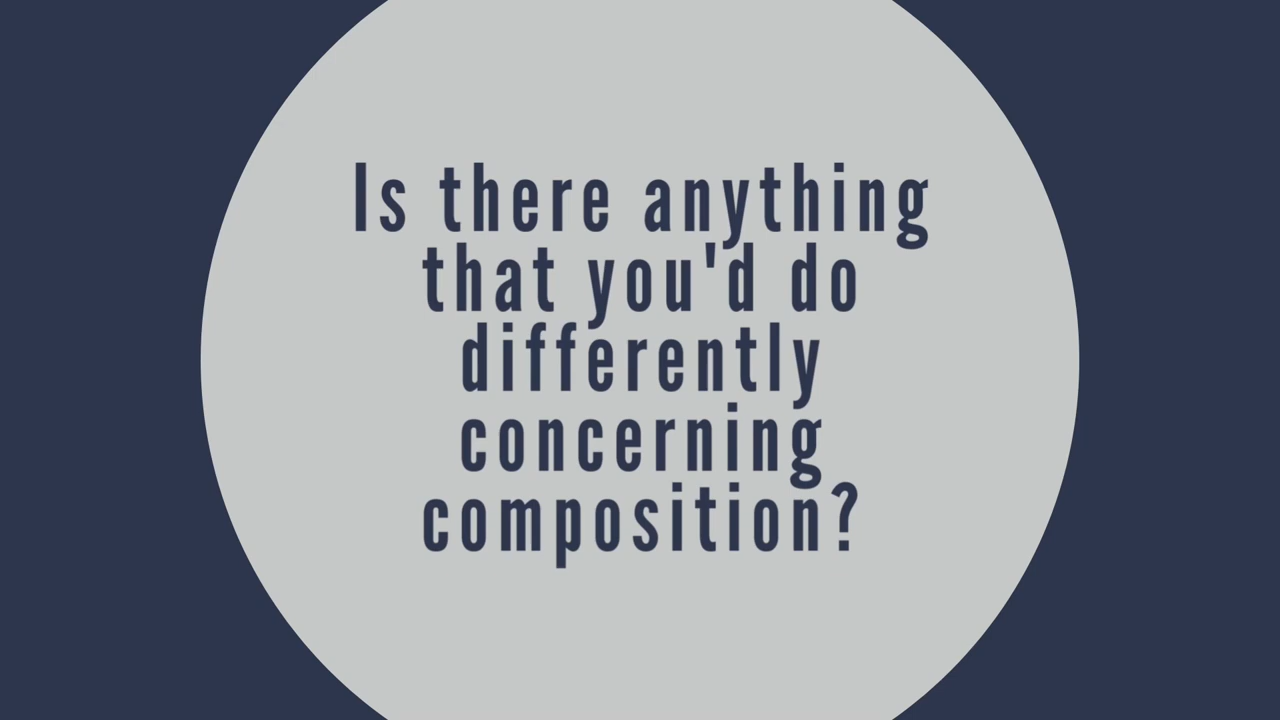 Is there anything
that you'd do
differently
concerning
composition?